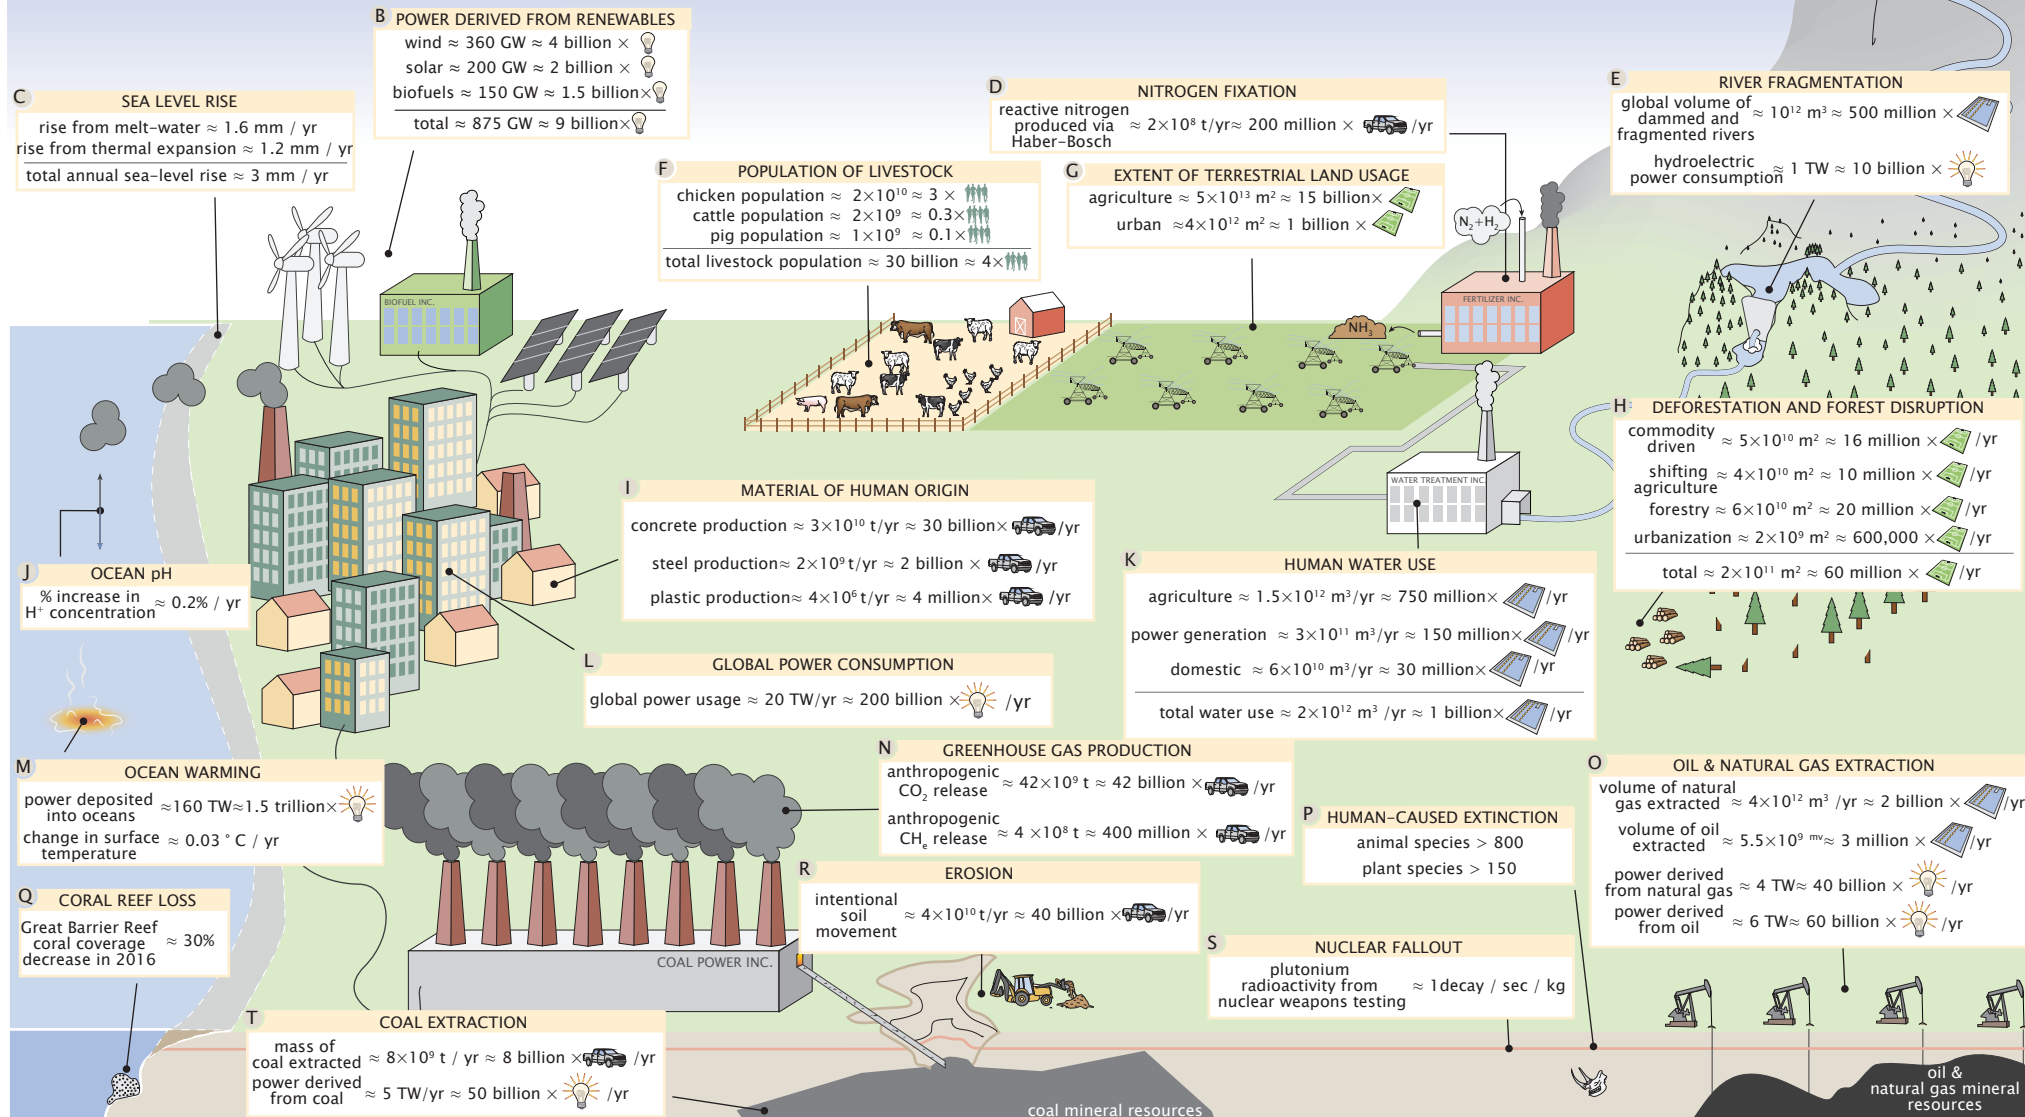 B POWER DERIVED FROM RENEWABLES
wind ≈ 360 GW ≈ 4 billion ×
solar ≈ 200 GW ≈ 2 billion ×
biofuels ≈ 150 GW ≈ 1.5 billion×
total ≈ 875 GW ≈ 9 billion×
C SEA LEVEL RISE
rise from melt-water ≈ 1.6 mm / yr
rise from thermal expansion ≈ 1.2 mm / yr
total annual sea-level rise ≈ 3 mm / yr
D NITROGEN FIXATION
reactive nitrogen
produced via ≈ 2×10⁸ t/yr≈ 200 million × /yr
Haber-Bosch
E RIVER FRAGMENTATION
global volume of
dammed and ≈ 10¹² m³ ≈ 500 million ×
fragmented rivers
hydroelectric
power consumption ≈ 1 TW ≈ 10 billion ×
F POPULATION OF LIVESTOCK
chicken population ≈ 2×10¹⁰ ≈ 3 ×
cattle population ≈ 2×10⁹ ≈ 0.3×
pig population ≈ 1×10⁹ ≈ 0.1×
total livestock population ≈ 30 billion ≈ 4×
G EXTENT OF TERRESTRIAL LAND USAGE
agriculture ≈ 5×10¹³ m² ≈ 15 billion×
urban ≈4×10¹² m² ≈ 1 billion ×
N₂+H₂
BIOFUEL INC.
FERTILIZER INC.
NH₃
H DEFORESTATION AND FOREST DISRUPTION
commodity
driven ≈ 5×10¹⁰ m² ≈ 16 million × /yr
shifting
agriculture ≈ 4×10¹⁰ m² ≈ 10 million × /yr
forestry ≈ 6×10¹⁰ m² ≈ 20 million × /yr
urbanization ≈ 2×10⁹ m² ≈ 600,000 × /yr
total ≈ 2×10¹¹ m² ≈ 60 million × /yr
WATER TREATMENT INC.
I MATERIAL OF HUMAN ORIGIN
concrete production ≈ 3×10¹⁰ t/yr ≈ 30 billion× /yr
steel production≈ 2×10⁹ t/yr ≈ 2 billion × /yr
plastic production≈ 4×10⁶ t/yr ≈ 4 million× /yr
J OCEAN pH
% increase in
H⁺ concentration ≈ 0.2% / yr
K HUMAN WATER USE
agriculture ≈ 1.5×10¹² m³/yr ≈ 750 million× /yr
power generation ≈ 3×10¹¹ m³/yr ≈ 150 million× /yr
domestic ≈ 6×10¹⁰ m³/yr ≈ 30 million× /yr
total water use ≈ 2×10¹² m³ /yr ≈ 1 billion× /yr
L GLOBAL POWER CONSUMPTION
global power usage ≈ 20 TW/yr ≈ 200 billion × /yr
M OCEAN WARMING
power deposited
into oceans ≈160 TW≈1.5 trillion×
change in surface
temperature ≈ 0.03 ° C / yr
N GREENHOUSE GAS PRODUCTION
anthropogenic
CO₂ release ≈ 42×10⁹ t ≈ 42 billion × /yr
anthropogenic
CHₑ release ≈ 4 ×10⁸ t ≈ 400 million × /yr
O OIL & NATURAL GAS EXTRACTION
volume of natural
gas extracted ≈ 4×10¹² m³ /yr ≈ 2 billion × /yr
volume of oil
extracted ≈ 5.5×10⁹ ᵐᵛ≈ 3 million × /yr
power derived
from natural gas ≈ 4 TW≈ 40 billion × /yr
power derived
from oil ≈ 6 TW≈ 60 billion × /yr
P HUMAN-CAUSED EXTINCTION
animal species > 800
plant species > 150
Q CORAL REEF LOSS
Great Barrier Reef
coral coverage ≈ 30%
decrease in 2016
R EROSION
intentional
soil ≈ 4×10¹⁰ t/yr ≈ 40 billion × /yr
movement
COAL POWER INC.
S NUCLEAR FALLOUT
plutonium
radioactivity from ≈ 1decay / sec / kg
nuclear weapons testing
T COAL EXTRACTION
mass of
coal extracted ≈ 8×10⁹ t / yr ≈ 8 billion × /yr
power derived
from coal ≈ 5 TW/yr ≈ 50 billion × /yr
coal mineral resources
oil &
natural gas mineral
resources